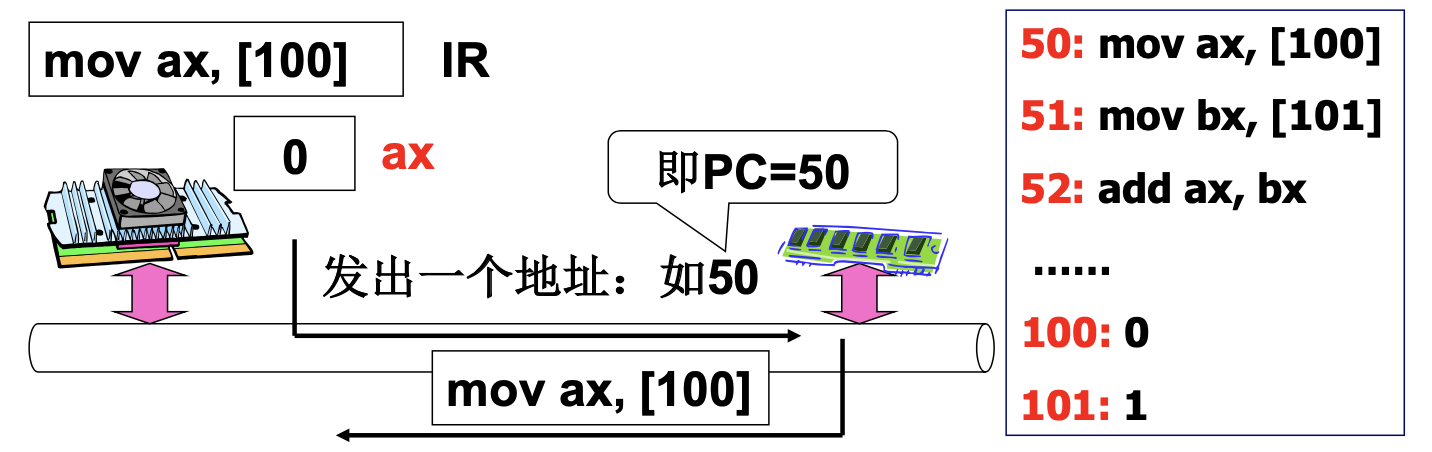 mov ax, [100] IR
0 ax
即PC=50
发出一个地址：如50
mov ax, [100]
50: mov ax, [100]
51: mov bx, [101]
52: add ax, bx
......
100: 0
101: 1